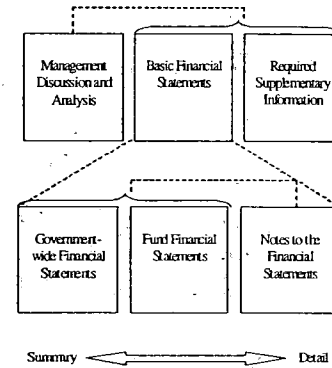 Management
Discussion and
Analysis
Basic Financial
Statements
Required
Supplementary
Information
Government-
wide Financial
Statements
Fund Financial
Statements
Notes to the
Financial
Statements
Summary
Detail